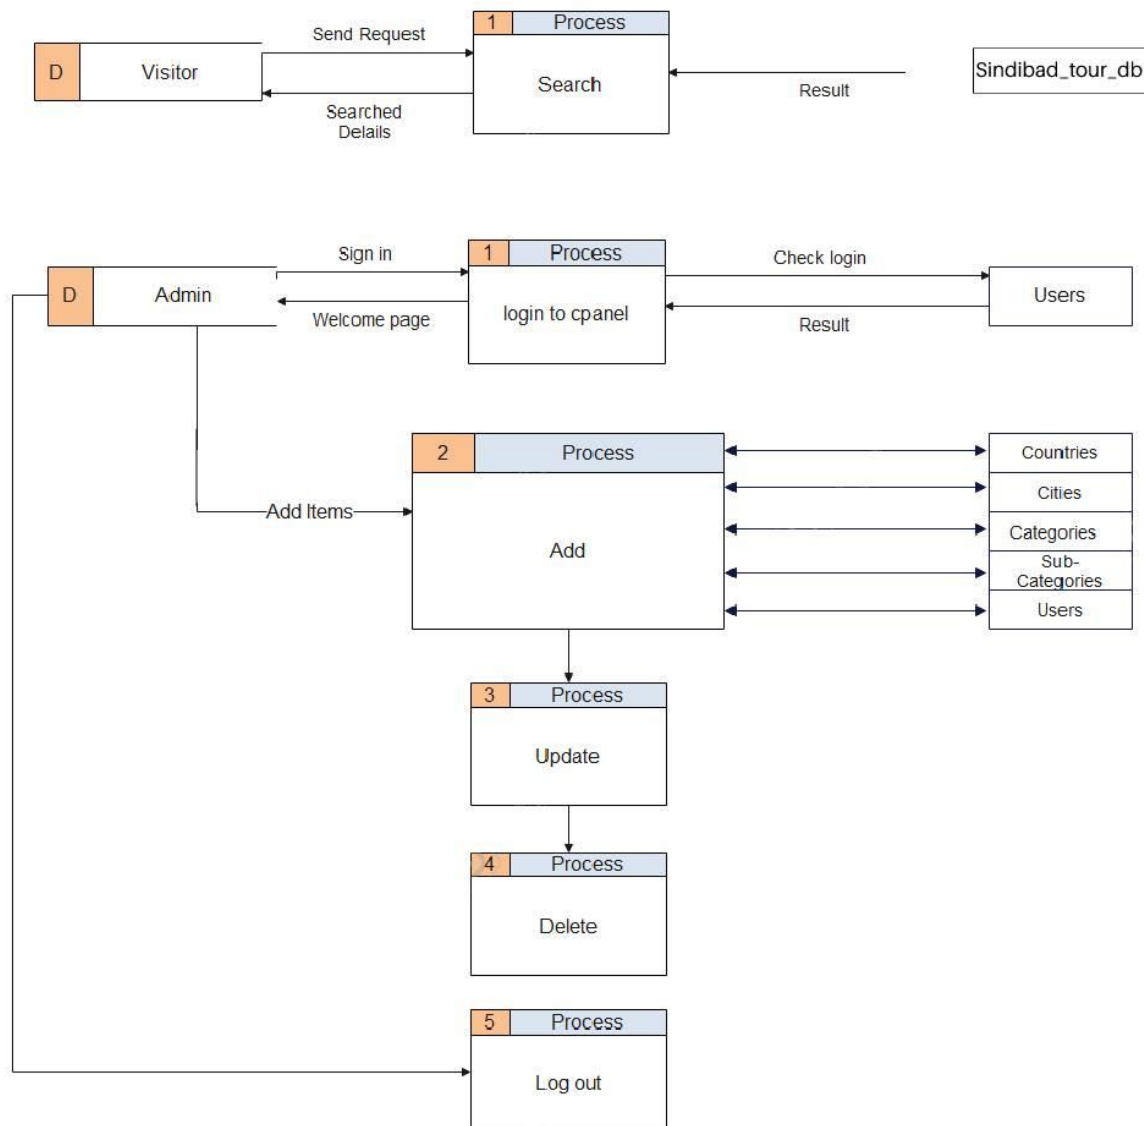 1 Process
Send Request
D Visitor
Search
Sindibad_tour_db
Result
Searched
Delails
1 Process
Sign in
Check login
D Admin
login to cpanel
Users
Welcome page
Result
2 Process
Countries
Cities
Add Items
Categories
Add
Sub-
Categories
Users
3 Process
Update
4 Process
Delete
5 Process
Log out